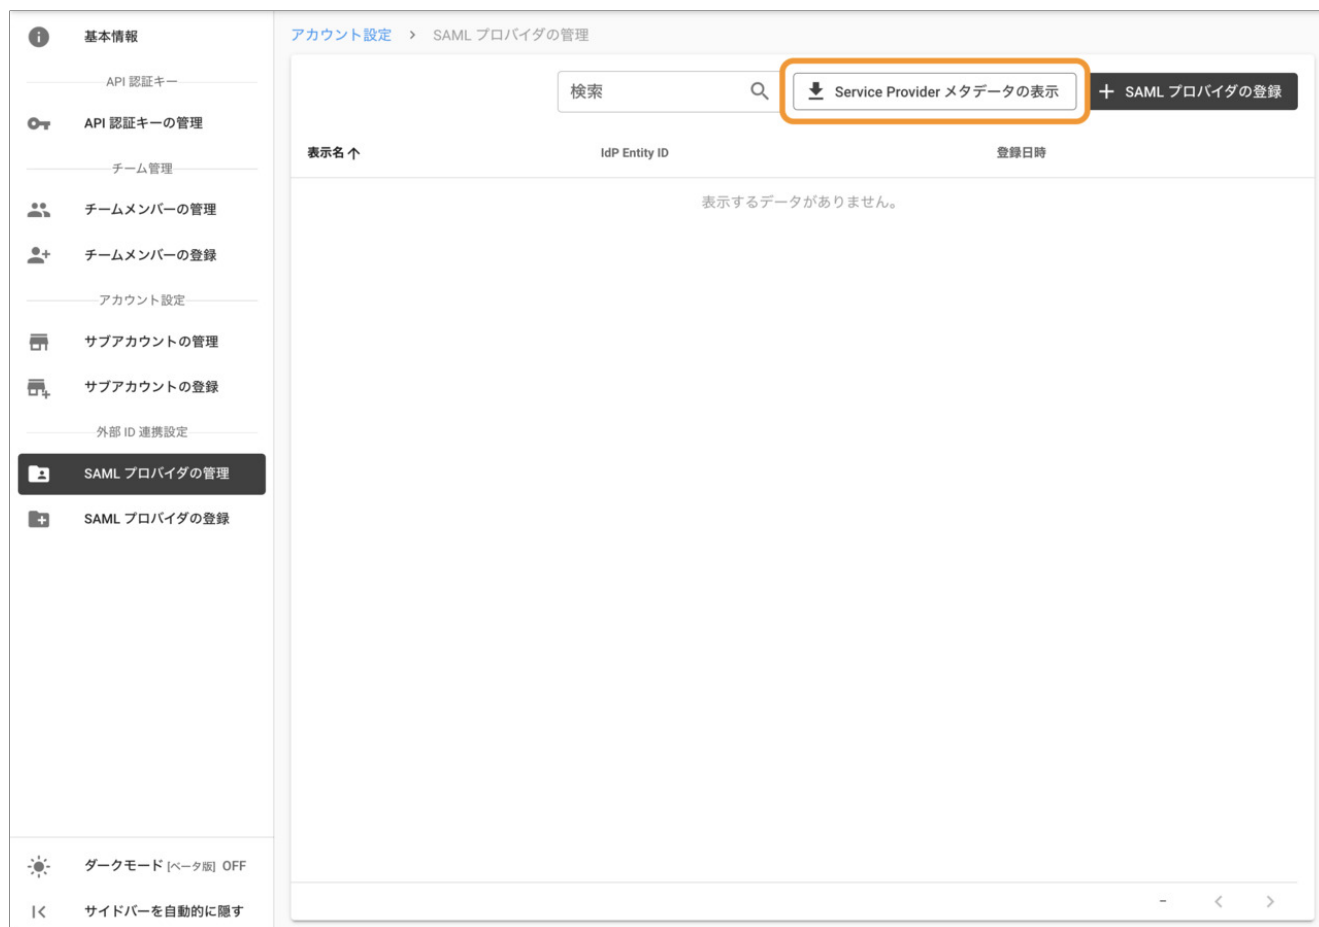 基本情報
API 認証キー
API 認証キーの管理
チーム管理
チームメンバーの管理
チームメンバーの登録
アカウント設定
サブアカウントの管理
サブアカウントの登録
外部 ID 連携設定
SAML プロバイダの管理
SAML プロバイダの登録
ダークモード [ベータ版] OFF
サイドバーを自動的に隠す
アカウント設定 > SAML プロバイダの管理
検索 Service Provider メタデータの表示 + SAML プロバイダの登録
表示名 IdP Entity ID 登録日時
表示するデータがありません。
–